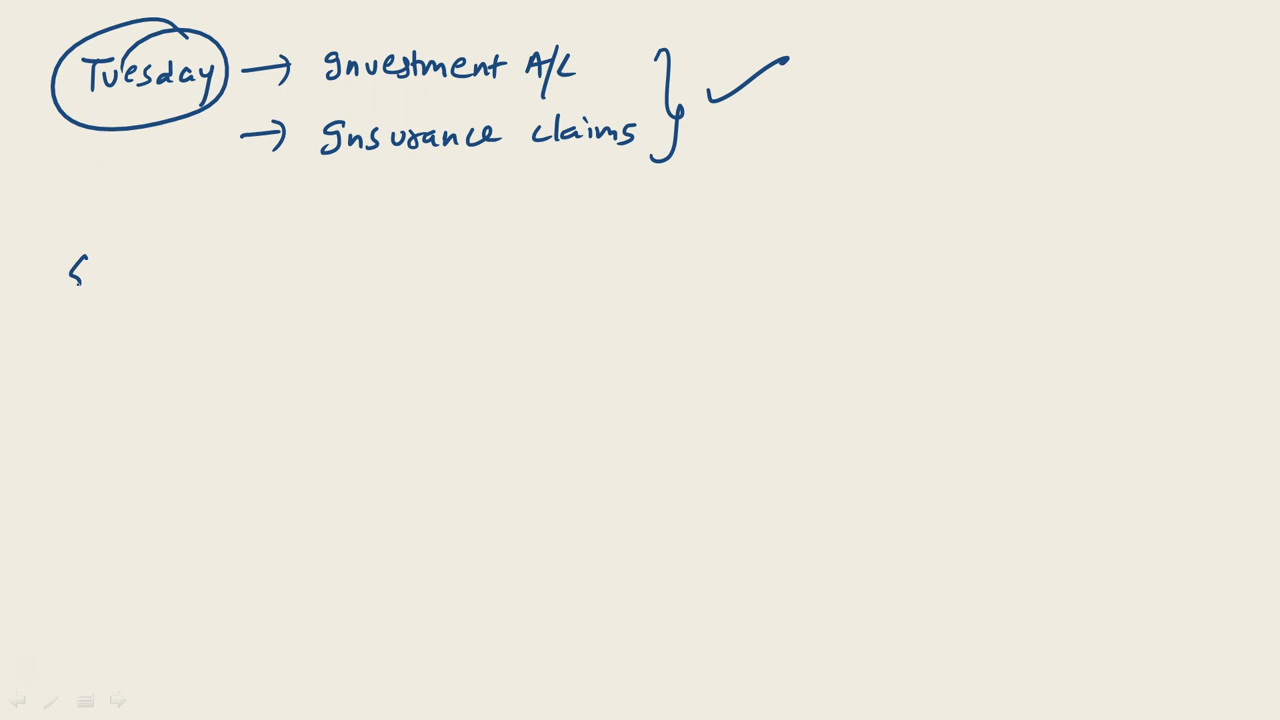 Tuesday → Investment A/c
→ Insurance claims